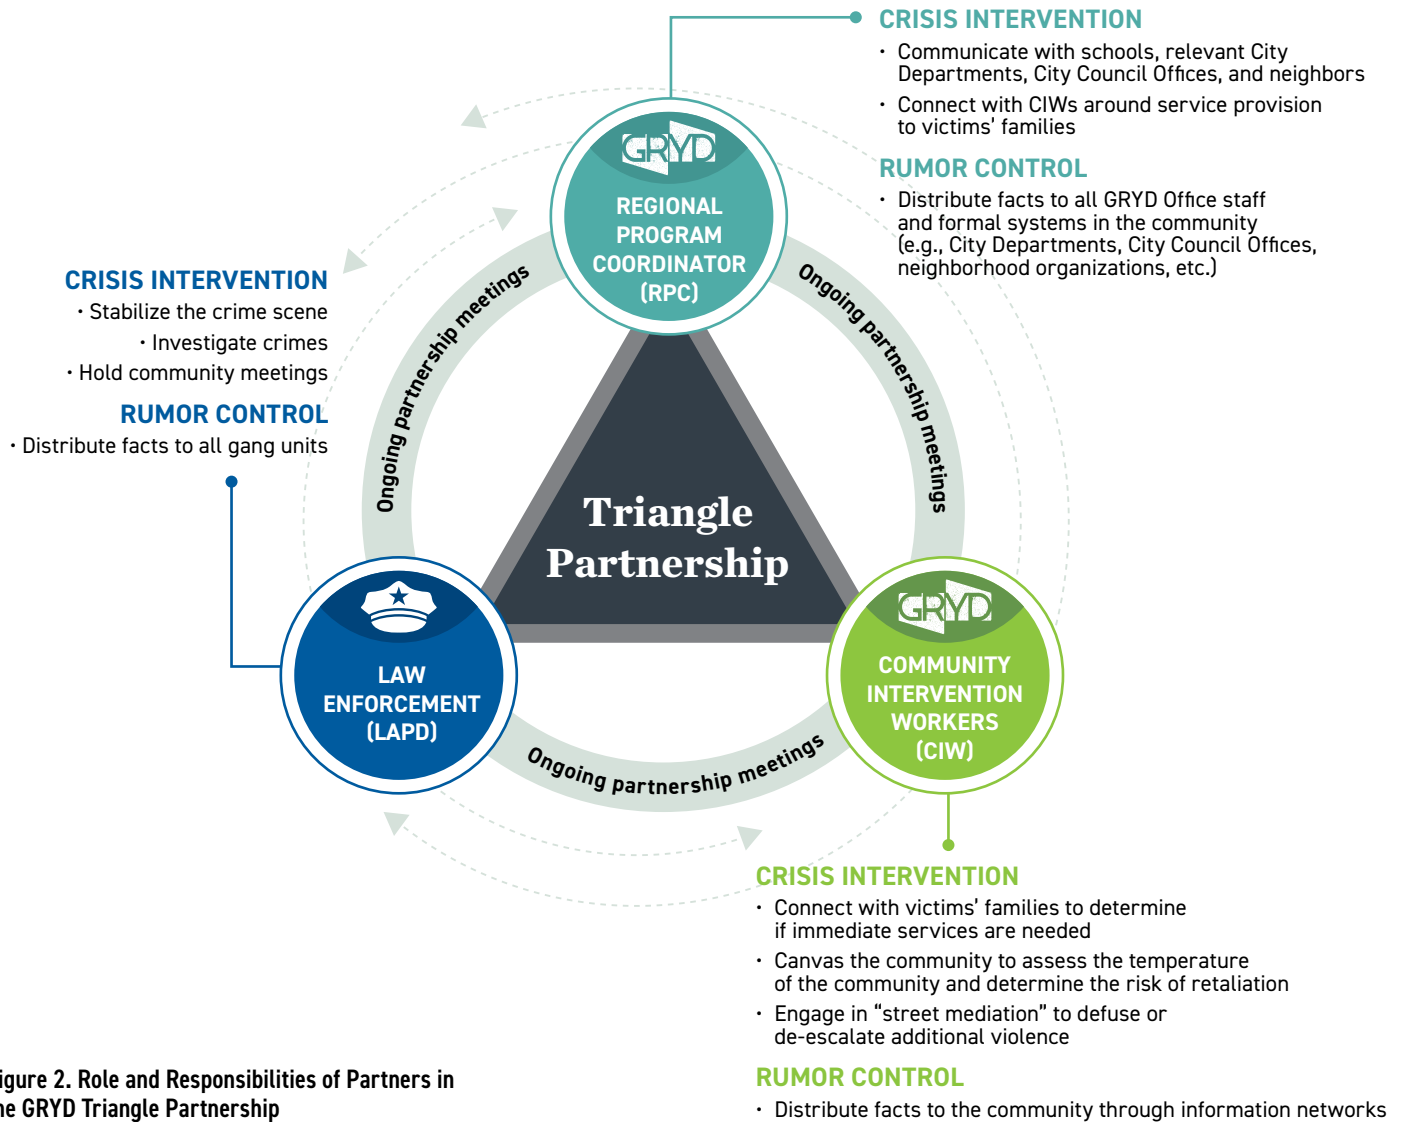 CRISIS INTERVENTION
· Communicate with schools, relevant City
Departments, City Council Offices, and neighbors
· Connect with CIWs around service provision
to victims’ families
RUMOR CONTROL
· Distribute facts to all GRYD Office staff
and formal systems in the community
(e.g., City Departments, City Council Offices,
neighborhood organizations, etc.)
GRYD
REGIONAL
PROGRAM
COORDINATOR
(RPC)
CRISIS INTERVENTION
· Stabilize the crime scene
· Investigate crimes
· Hold community meetings
RUMOR CONTROL
· Distribute facts to all gang units
Ongoing partnership meetings
Ongoing partnership meetings
Triangle
Partnership
LAW
ENFORCEMENT
(LAPD)
GRYD
COMMUNITY
INTERVENTION
WORKERS
(CIW)
Ongoing partnership meetings
CRISIS INTERVENTION
· Connect with victims’ families to determine
if immediate services are needed
· Canvas the community to assess the temperature
of the community and determine the risk of retaliation
· Engage in “street mediation” to defuse or
de-escalate additional violence
RUMOR CONTROL
· Distribute facts to the community through information networks
igure 2. Role and Responsibilities of Partners in
he GRYD Triangle Partnership